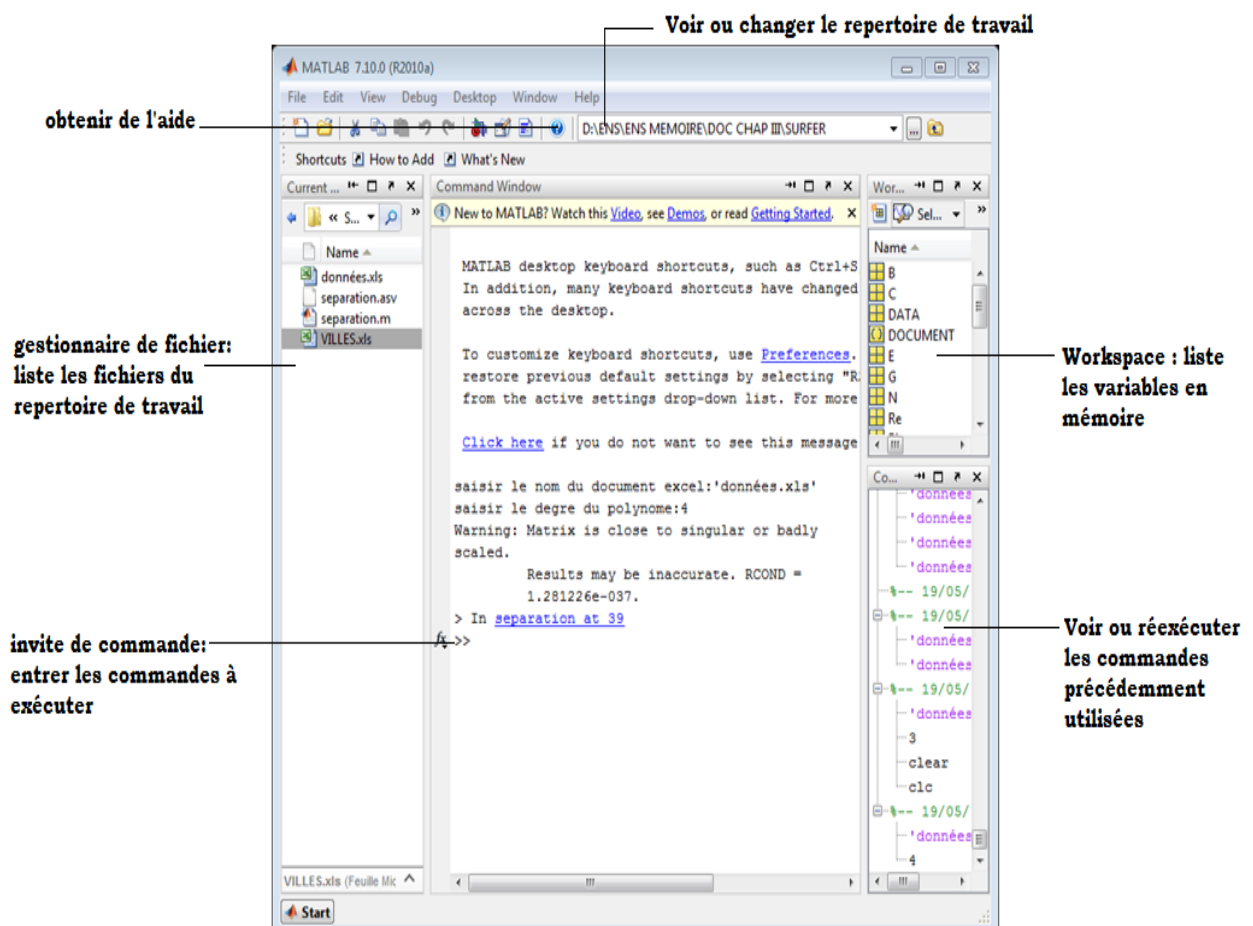 Voir ou changer le repertoire de travail
MATLAB 7.10.0 (R2010a)
File Edit View Debug Desktop Window Help
obtenir de l'aide
D:\ENS\ENS MEMOIRE\DOC CHAP III\SURFER
Shortcuts How to Add What's New
Current ...
Command Window
Wor...
« S...
New to MATLAB? Watch this Video, see Demos, or read Getting Started.
Sel...
Name
données.xls
separation.asv
separation.m
VILLES.xls
gestionnaire de fichier:
liste les fichiers du
repertoire de travail
MATLAB desktop keyboard shortcuts, such as Ctrl+S
In addition, many keyboard shortcuts have changed
across the desktop.
To customize keyboard shortcuts, use Preferences.
restore previous default settings by selecting "R
from the active settings drop-down list. For more
Click here if you do not want to see this message
Name
B
C
DATA
DOCUMENT
E
G
N
Re
Workspace : liste
les variables en
mémoire
saisir le nom du document excel:'données.xls'
saisir le degre du polynome:4
Warning: Matrix is close to singular or badly
scaled.
Results may be inaccurate. RCOND =
1.281226e-037.
> In separation at 39
fx >>
invite de commande:
entrer les commandes à
exécuter
Co...
'données
'données
'données
'données
%-- 19/05/
%-- 19/05/
'données
'données
%-- 19/05/
'données
3
clear
clc
%-- 19/05/
'données
4
Voir ou réexécuter
les commandes
précédemment
utilisées
VILLES.xls (Feuille Mic
Start